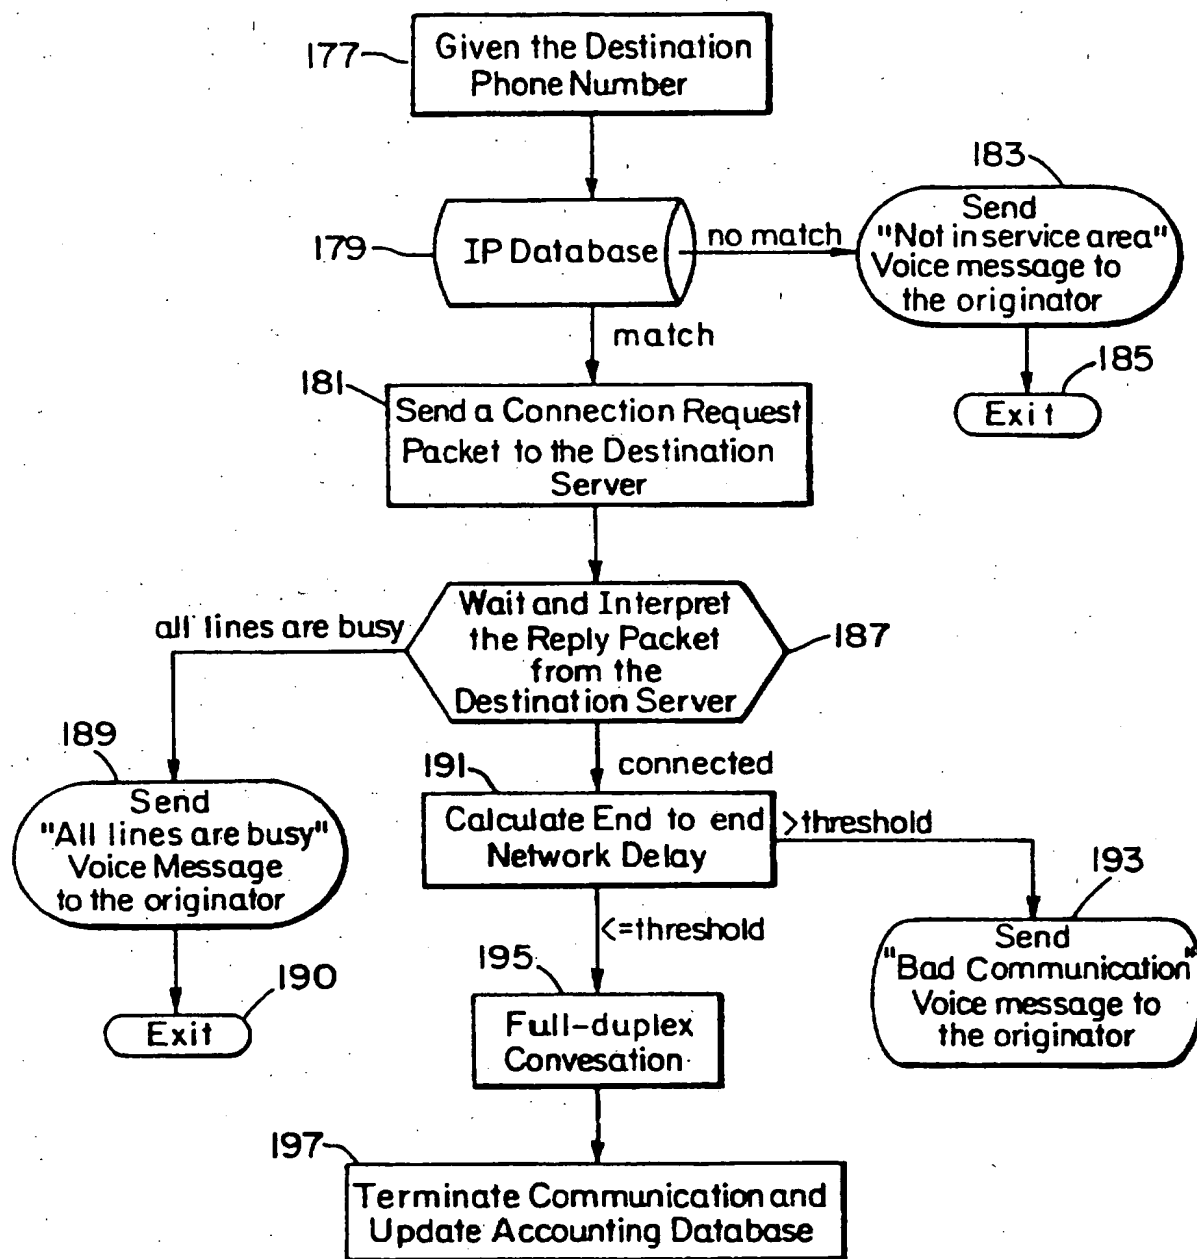 177
Given the Destination
Phone Number
183
Send
"Not in service area"
Voice message to
the originator
179
IP Database
no match
match
185
Exit
181
Send a Connection Request
Packet to the Destination
Server
all lines are busy
Wait and Interpret
the Reply Packet
from the
Destination Server
187
189
Send
"All lines are busy"
Voice Message
to the originator
190
Exit
connected
191
Calculate End to end
Network Delay
>threshold
193
Send
"Bad Communication"
Voice message to
the originator
<=threshold
195
Full-duplex
Convesation
197
Terminate Communication and
Update Accounting Database